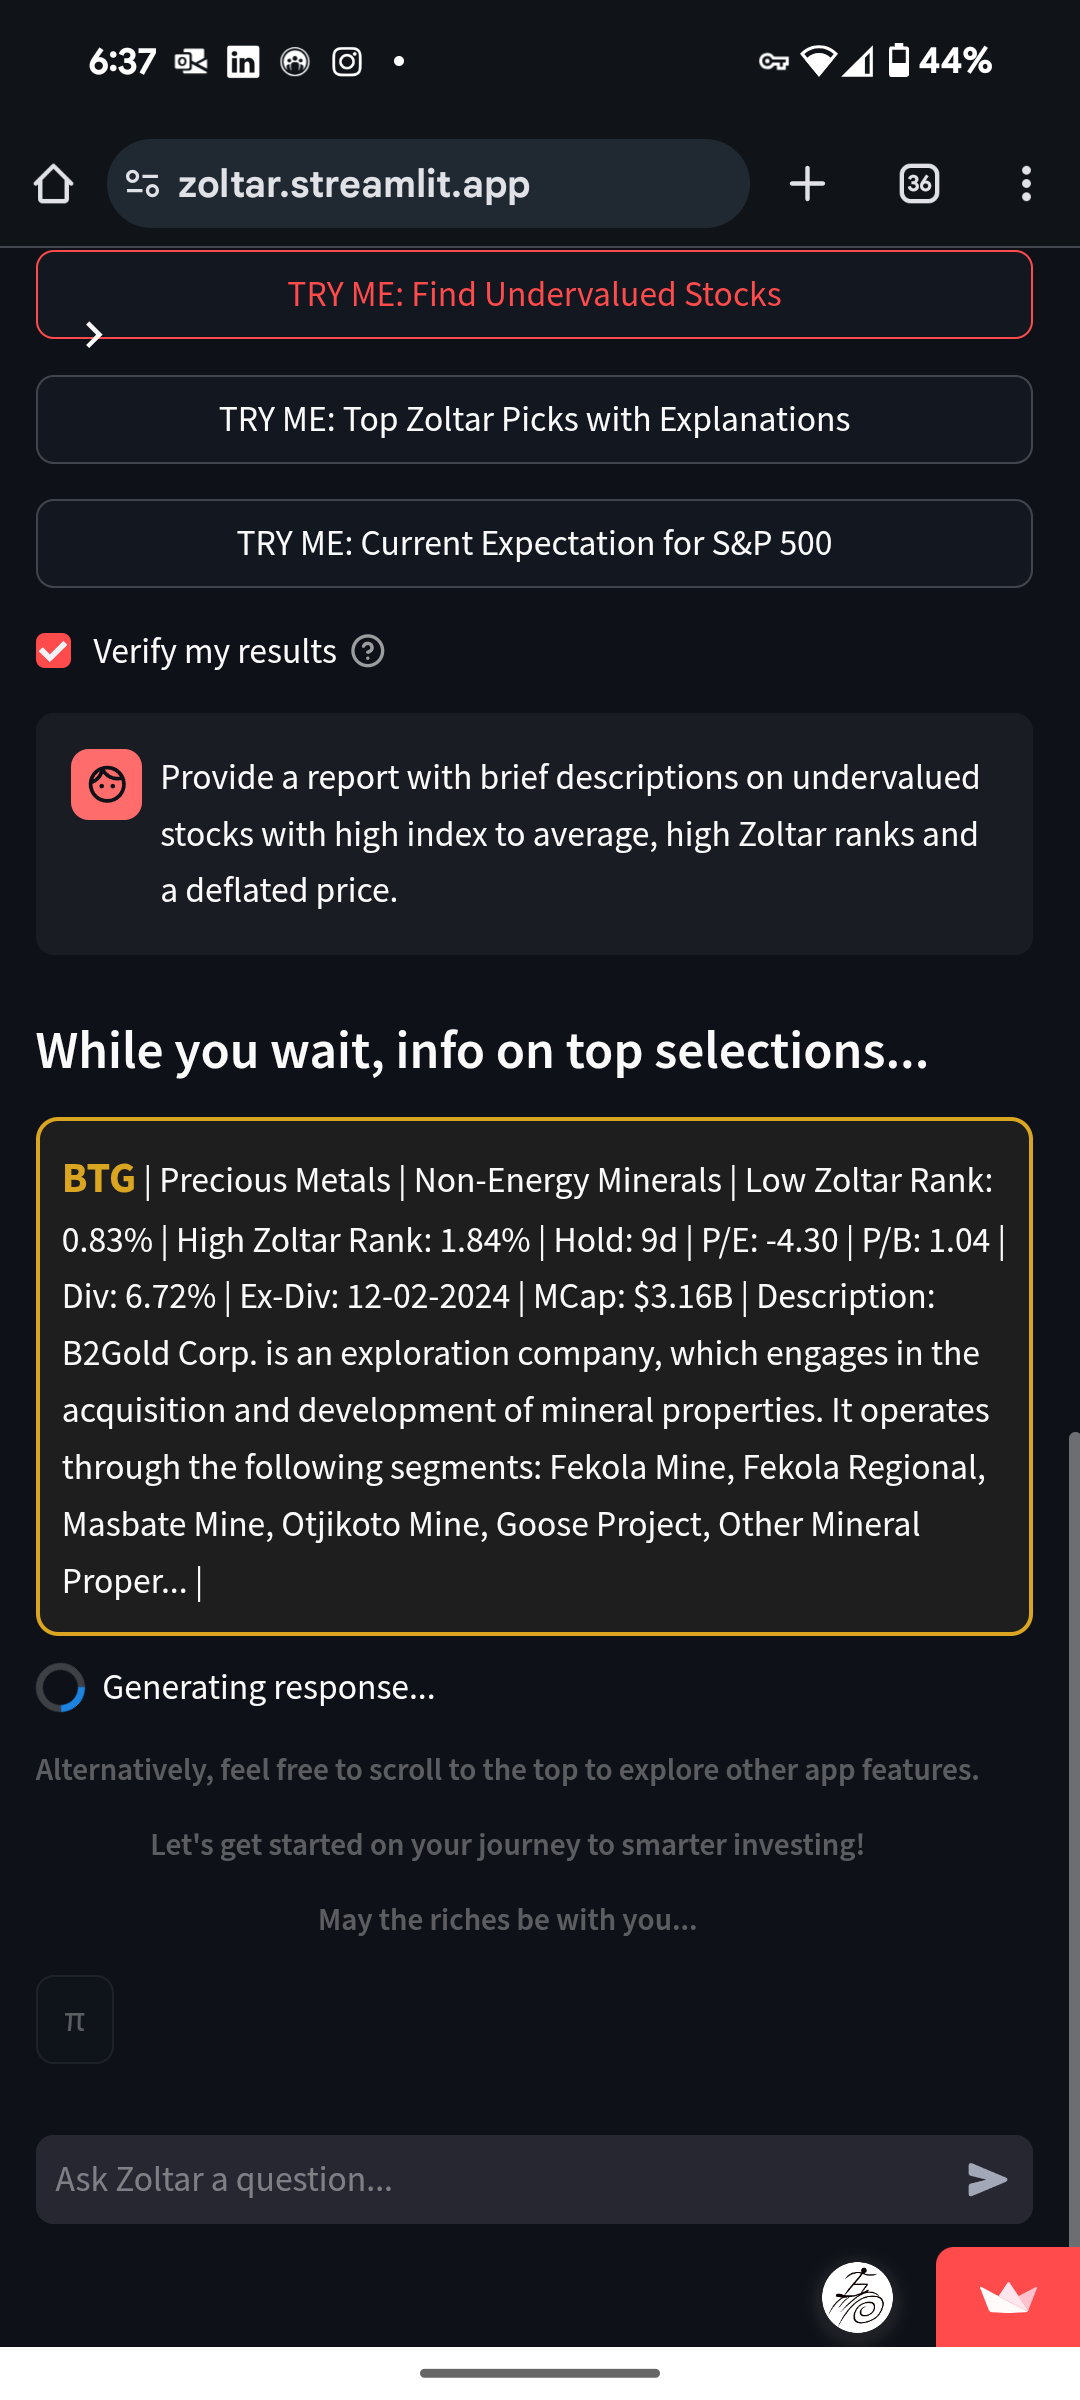 6:37
44%
zoltar.streamlit.app
36
TRY ME: Find Undervalued Stocks
TRY ME: Top Zoltar Picks with Explanations
TRY ME: Current Expectation for S&P 500
Verify my results
Provide a report with brief descriptions on undervalued
stocks with high index to average, high Zoltar ranks and
a deflated price.
While you wait, info on top selections...
BTG | Precious Metals | Non-Energy Minerals | Low Zoltar Rank:
0.83% | High Zoltar Rank: 1.84% | Hold: 9d | P/E: -4.30 | P/B: 1.04 |
Div: 6.72% | Ex-Div: 12-02-2024 | MCap: $3.16B | Description:
B2Gold Corp. is an exploration company, which engages in the
acquisition and development of mineral properties. It operates
through the following segments: Fekola Mine, Fekola Regional,
Masbate Mine, Otjikoto Mine, Goose Project, Other Mineral
Proper... |
Generating response...
Alternatively, feel free to scroll to the top to explore other app features.
Let's get started on your journey to smarter investing!
May the riches be with you...
π
Ask Zoltar a question...